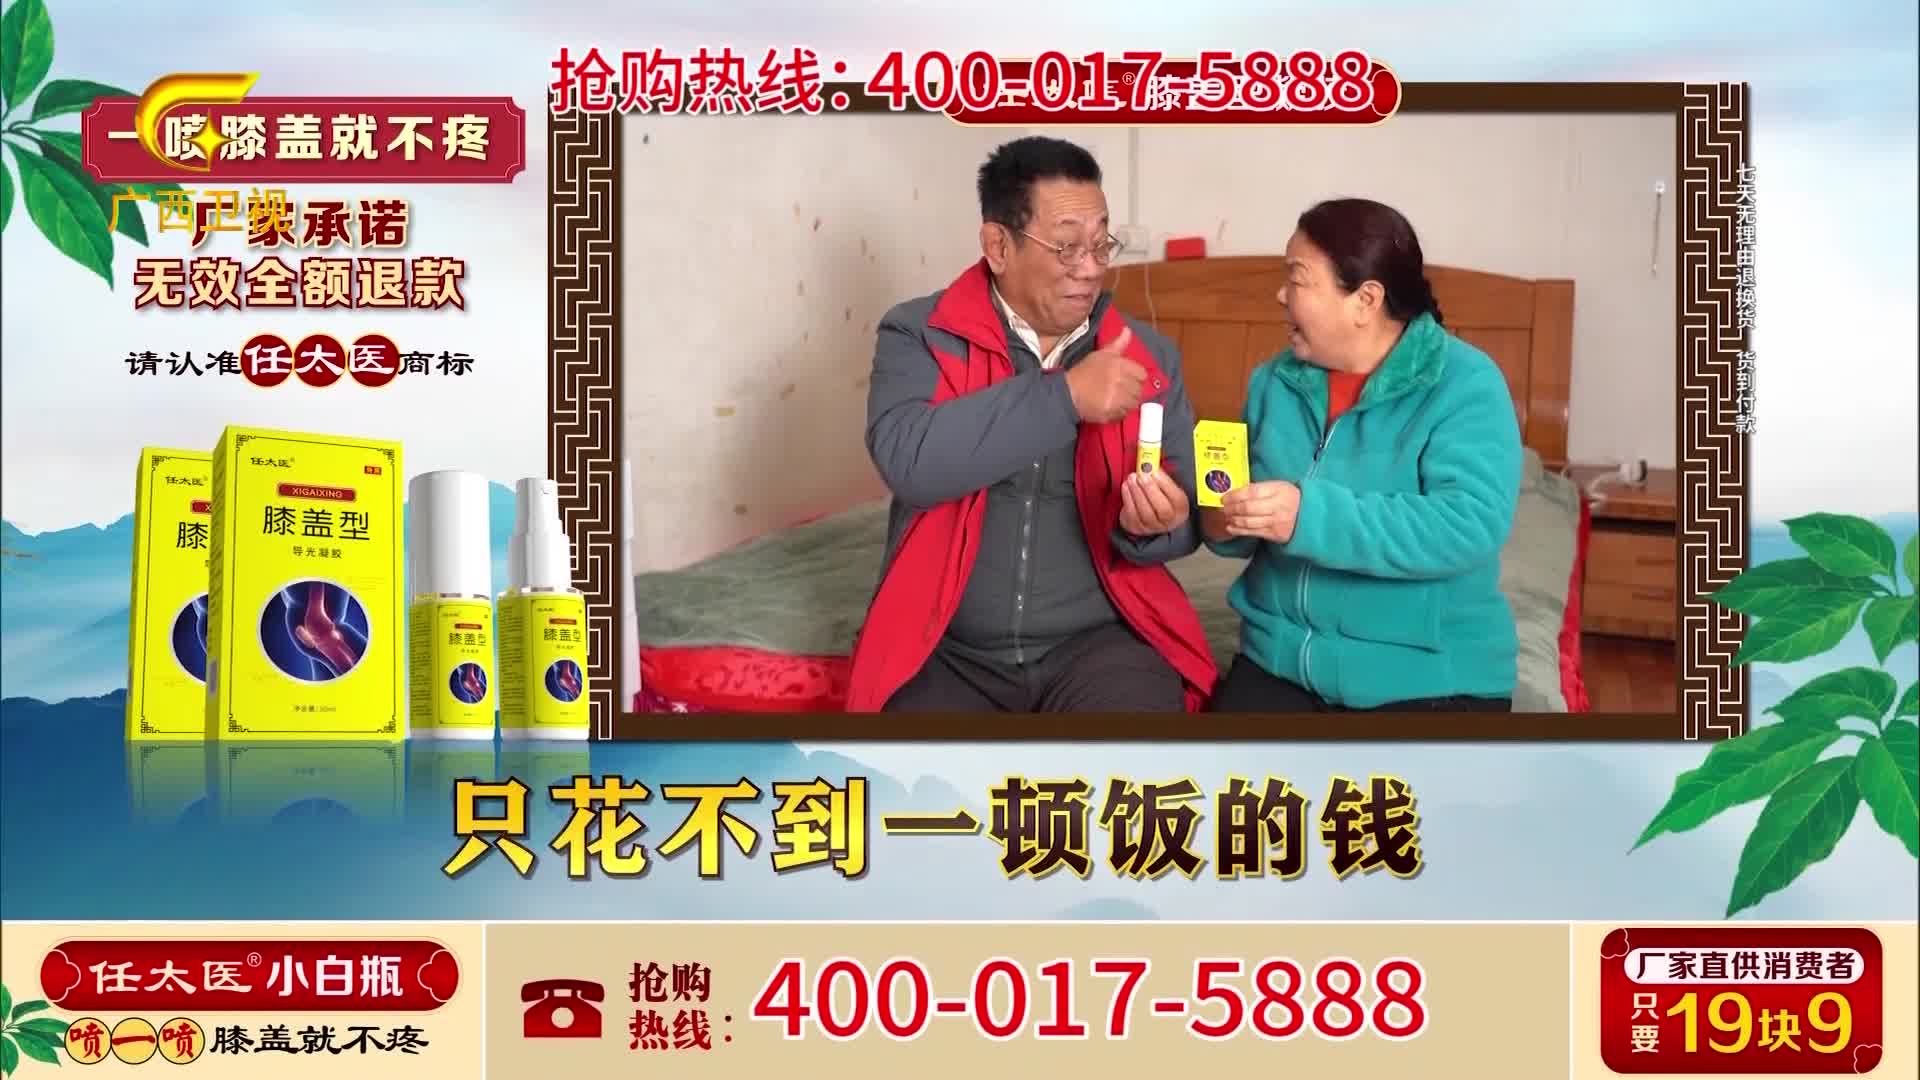 抢购热线：400-017-5888
一喷膝盖就不疼
广西卫视
厂家承诺
无效全额退款
请认准任太医商标
任太医®
XIGAIXING
膝盖型
导光凝胶
任太医®
膝
膝盖型
膝盖型
七天无理由退换货 货到付款
只花不到一顿饭的钱
任太医®小白瓶
喷一喷膝盖就不疼
抢购热线：400-017-5888
厂家直供消费者
只要19块9